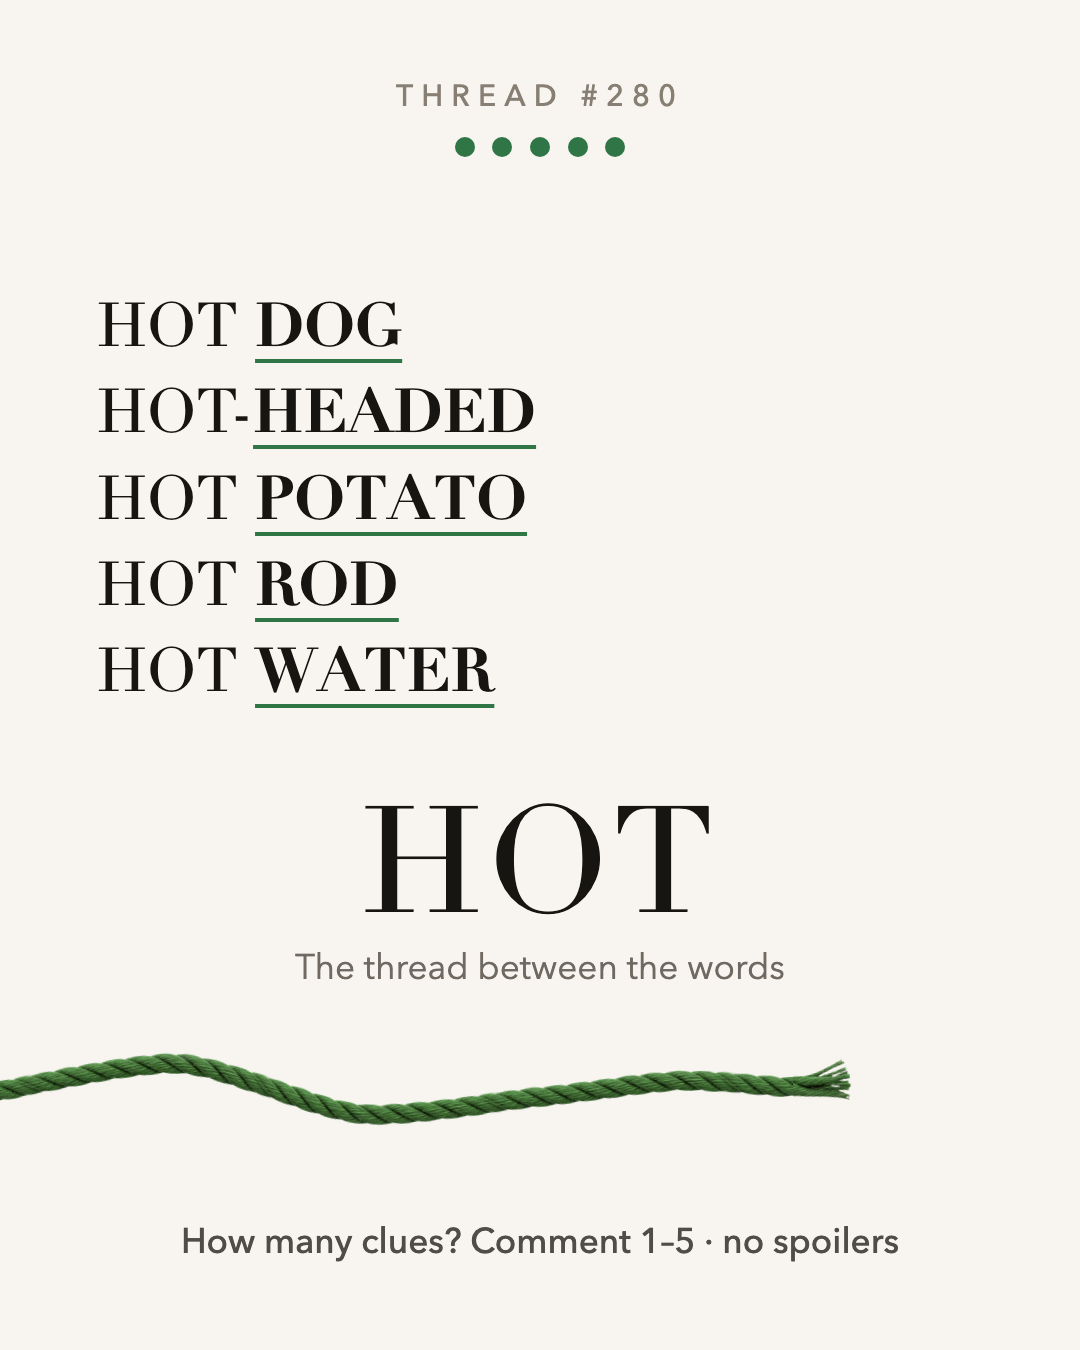 THREAD #280
HOT DOG
HOT-HEADED
HOT POTATO
HOT ROD
HOT WATER
HOT
The thread between the words
How many clues? Comment 1–5 · no spoilers